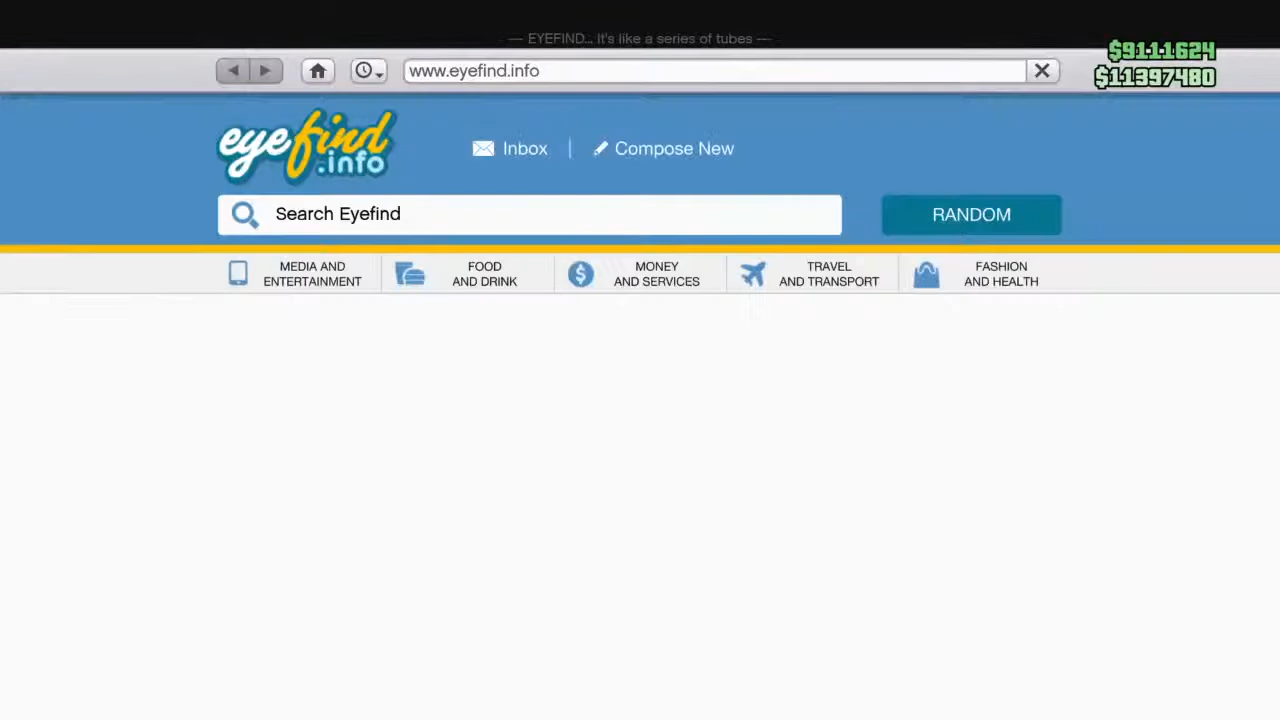 — EYEFIND... It's like a series of tubes —
www.eyefind.info
$9111624
$11397480
eyefind
.info
Inbox
Compose New
Search Eyefind
RANDOM
MEDIA AND
ENTERTAINMENT
FOOD
AND DRINK
MONEY
AND SERVICES
TRAVEL
AND TRANSPORT
FASHION
AND HEALTH